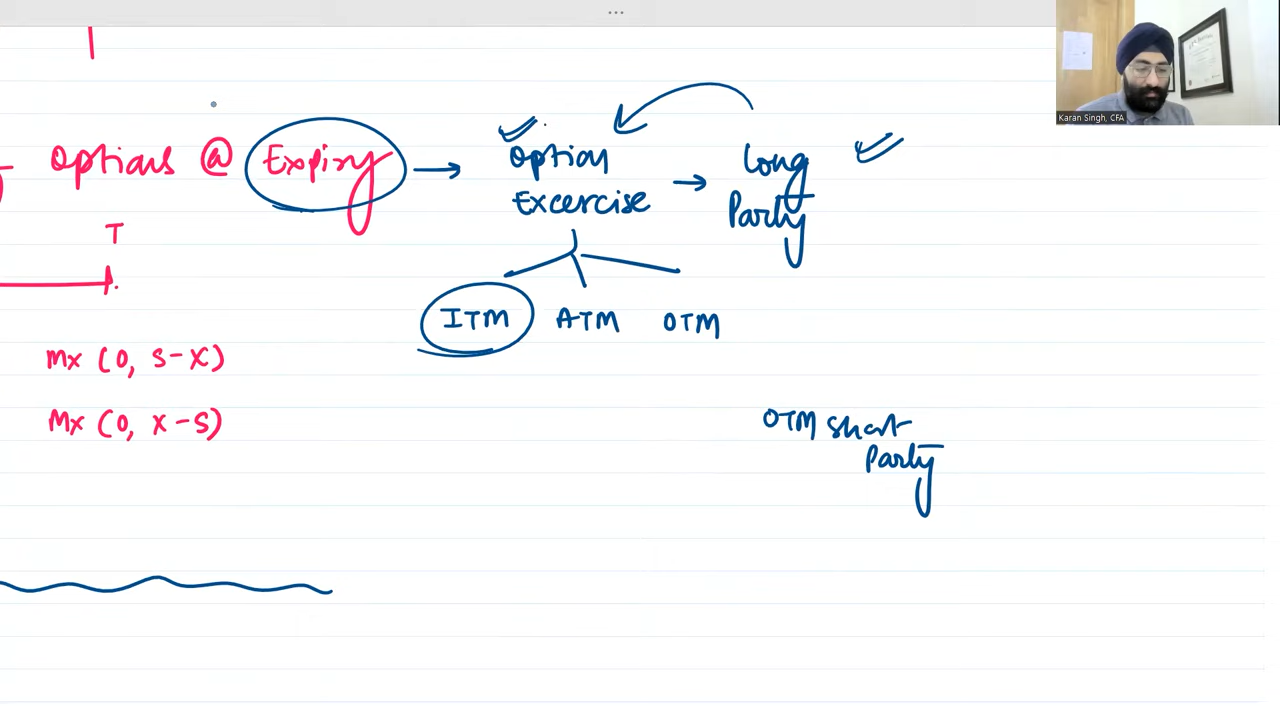 Options @ Expiry → Option Excercise → Long Party
T
ITM ATM OTM
Mx (0, S-X)
Mx (0, X-S)
OTM Short
Party
Karan Singh, CFA